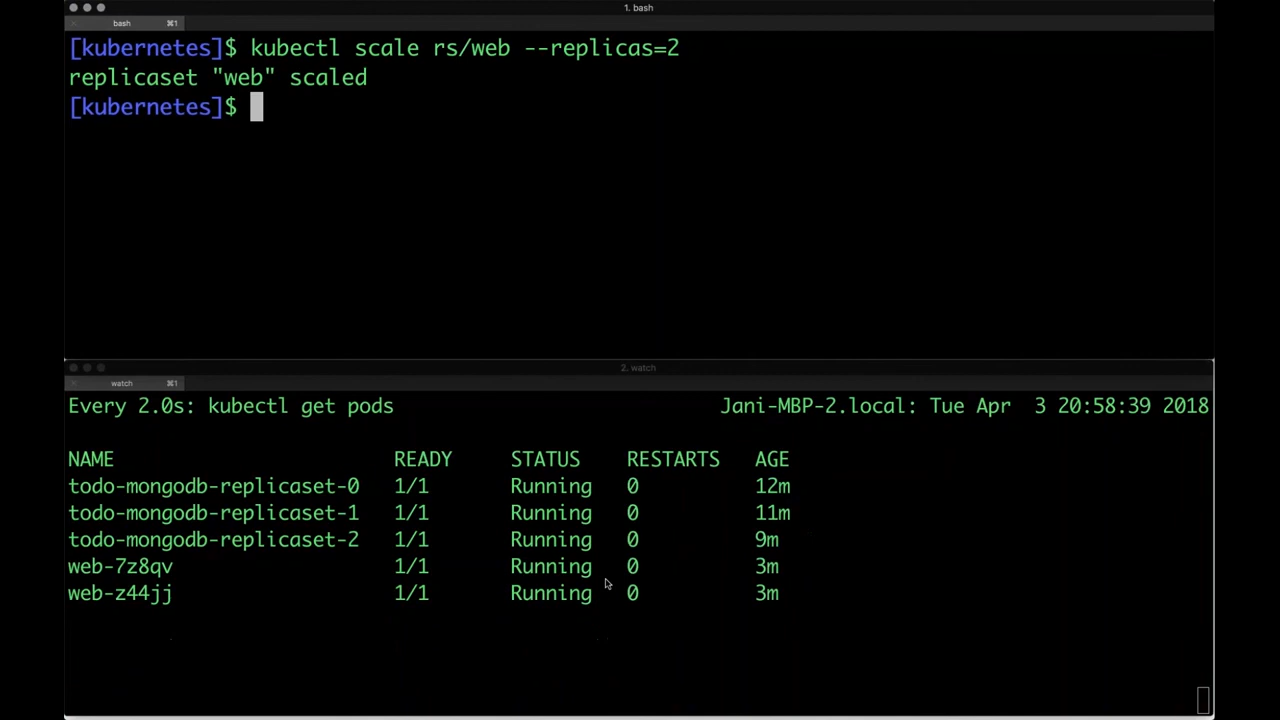 1. bash
bash ⌘1
[kubernetes]$ kubectl scale rs/web --replicas=2
replicaset "web" scaled
[kubernetes]$
2. watch
watch ⌘1
Every 2.0s: kubectl get pods Jani-MBP-2.local: Tue Apr 3 20:58:39 2018
NAME READY STATUS RESTARTS AGE
todo-mongodb-replicaset-0 1/1 Running 0 12m
todo-mongodb-replicaset-1 1/1 Running 0 11m
todo-mongodb-replicaset-2 1/1 Running 0 9m
web-7z8qv 1/1 Running 0 3m
web-z44jj 1/1 Running 0 3m